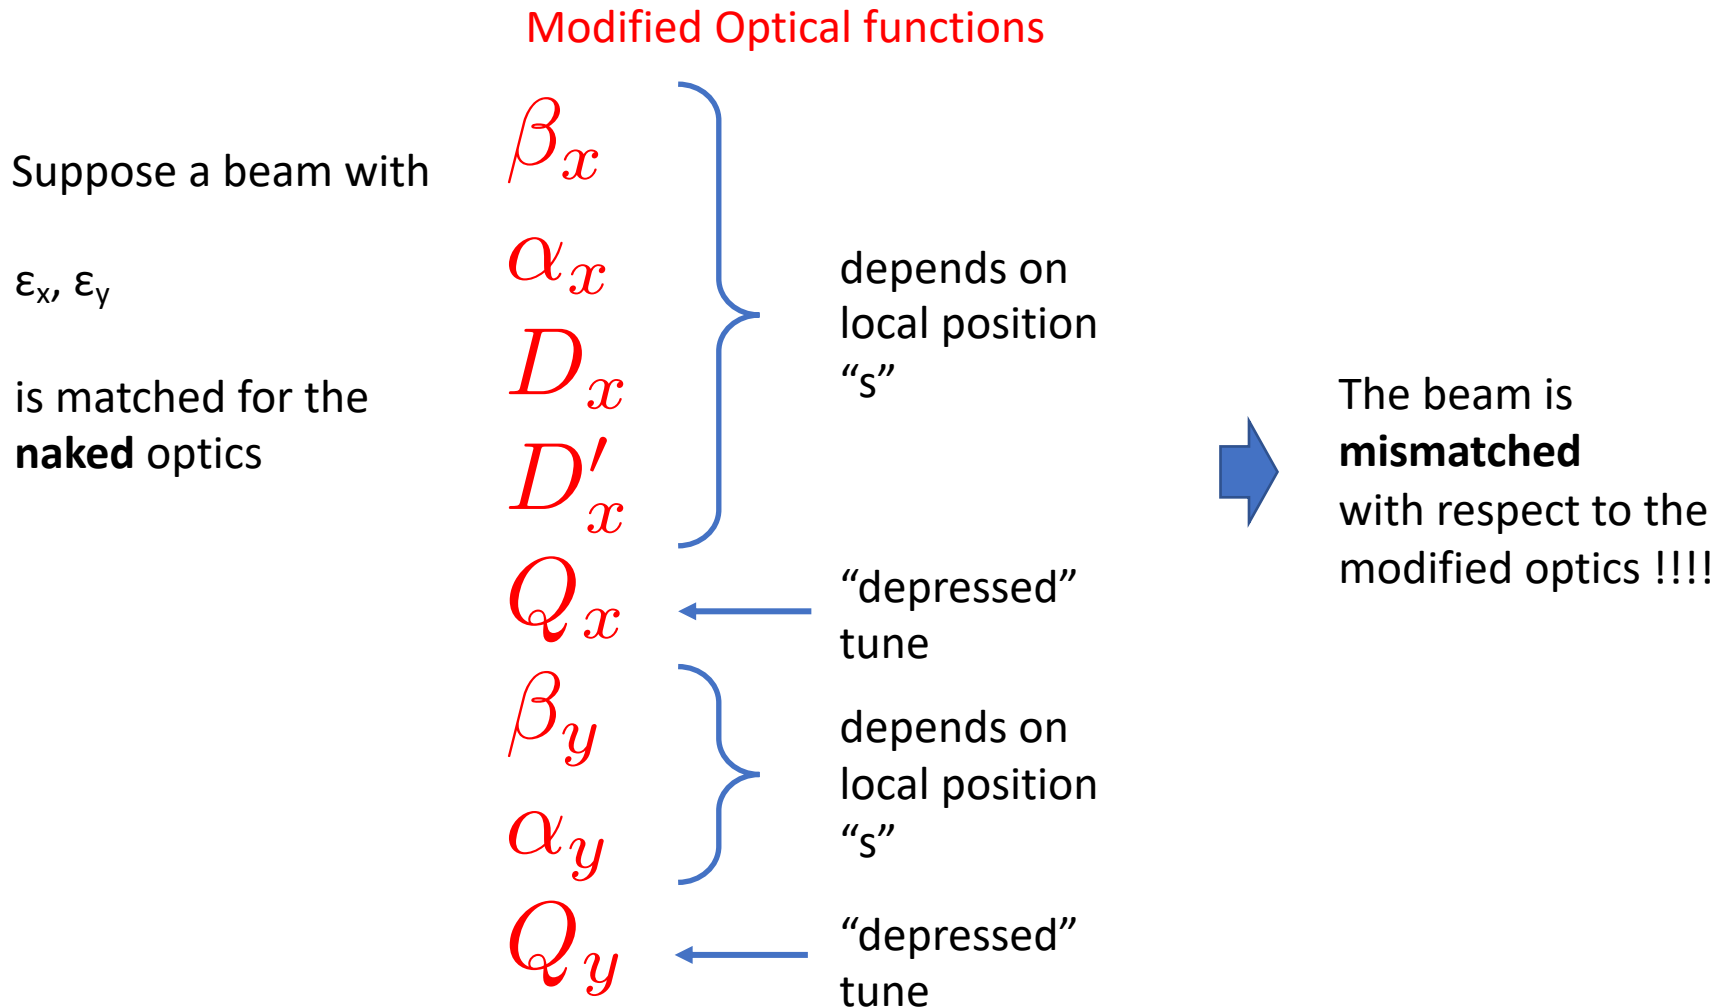 Modified Optical functions
Suppose a beam with
εx, εy
is matched for the
naked optics
βx
αx
Dx
D′x
Qx
βy
αy
Qy
depends on
local position
“s”
“depressed”
tune
depends on
local position
“s”
“depressed”
tune
The beam is
mismatched
with respect to the
modified optics !!!!